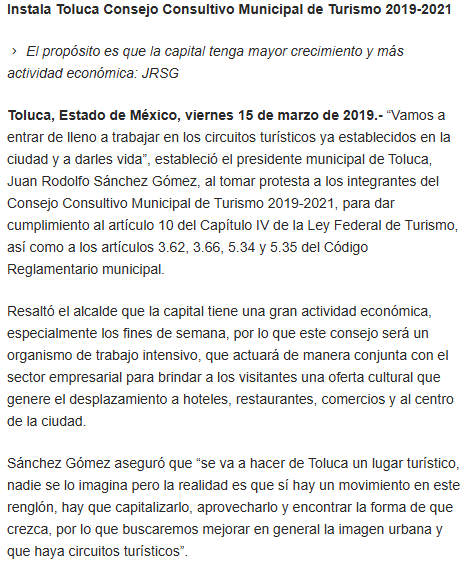 Instala Toluca Consejo Consultivo Municipal de Turismo 2019-2021
> El propósito es que la capital tenga mayor crecimiento y más
actividad económica: JRSG
Toluca, Estado de México, viernes 15 de marzo de 2019.- “Vamos a
entrar de lleno a trabajar en los circuitos turísticos ya establecidos en la
ciudad y a darles vida”, estableció el presidente municipal de Toluca,
Juan Rodolfo Sánchez Gómez, al tomar protesta a los integrantes del
Consejo Consultivo Municipal de Turismo 2019-2021, para dar
cumplimiento al artículo 10 del Capítulo IV de la Ley Federal de Turismo,
así como a los artículos 3.62, 3.66, 5.34 y 5.35 del Código
Reglamentario municipal.
Resaltó el alcalde que la capital tiene una gran actividad económica,
especialmente los fines de semana, por lo que este consejo será un
organismo de trabajo intensivo, que actuará de manera conjunta con el
sector empresarial para brindar a los visitantes una oferta cultural que
genere el desplazamiento a hoteles, restaurantes, comercios y al centro
de la ciudad.
Sánchez Gómez aseguró que “se va a hacer de Toluca un lugar turístico,
nadie se lo imagina pero la realidad es que sí hay un movimiento en este
renglón, hay que capitalizarlo, aprovecharlo y encontrar la forma de que
crezca, por lo que buscaremos mejorar en general la imagen urbana y
que haya circuitos turísticos”.